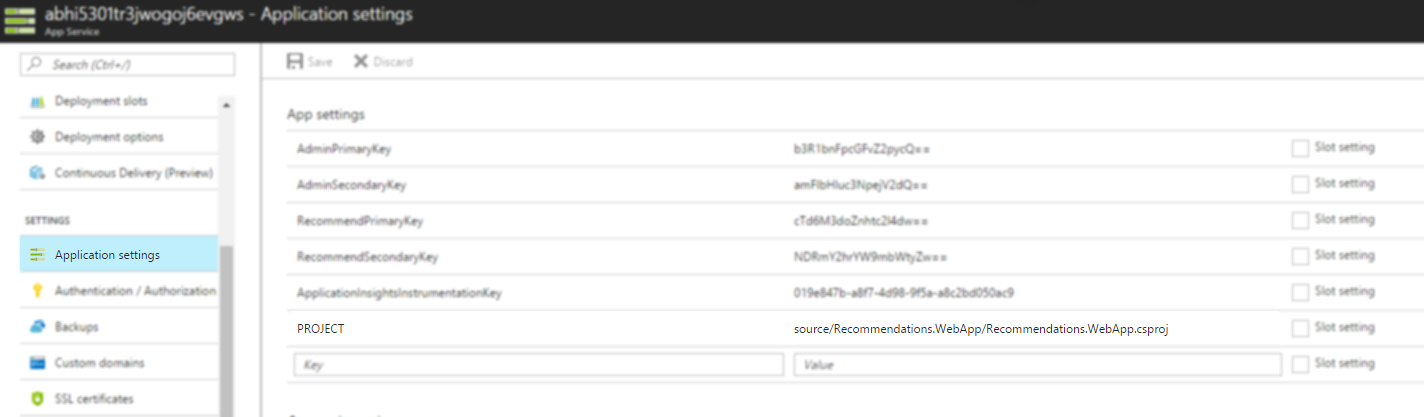 abhi5301tr3jwogoj6evgws - Application settings
App Service
Search (Ctrl+/)
Deployment slots
Deployment options
Continuous Delivery (Preview)
SETTINGS
Application settings
Authentication / Authorization
Backups
Custom domains
SSL certificates
Save Discard
App settings
AdminPrimaryKey b3R1bnFpcGFvZ2pycQ== Slot setting
AdminSecondaryKey Slot setting
RecommendPrimaryKey Slot setting
RecommendSecondaryKey Slot setting
ApplicationInsightsInstrumentationKey 019e847b-a8f7-4d98-9f5a-a8c2bd050ac9 Slot setting
PROJECT source/Recommendations.WebApp/Recommendations.WebApp.csproj Slot setting
Key Value Slot setting